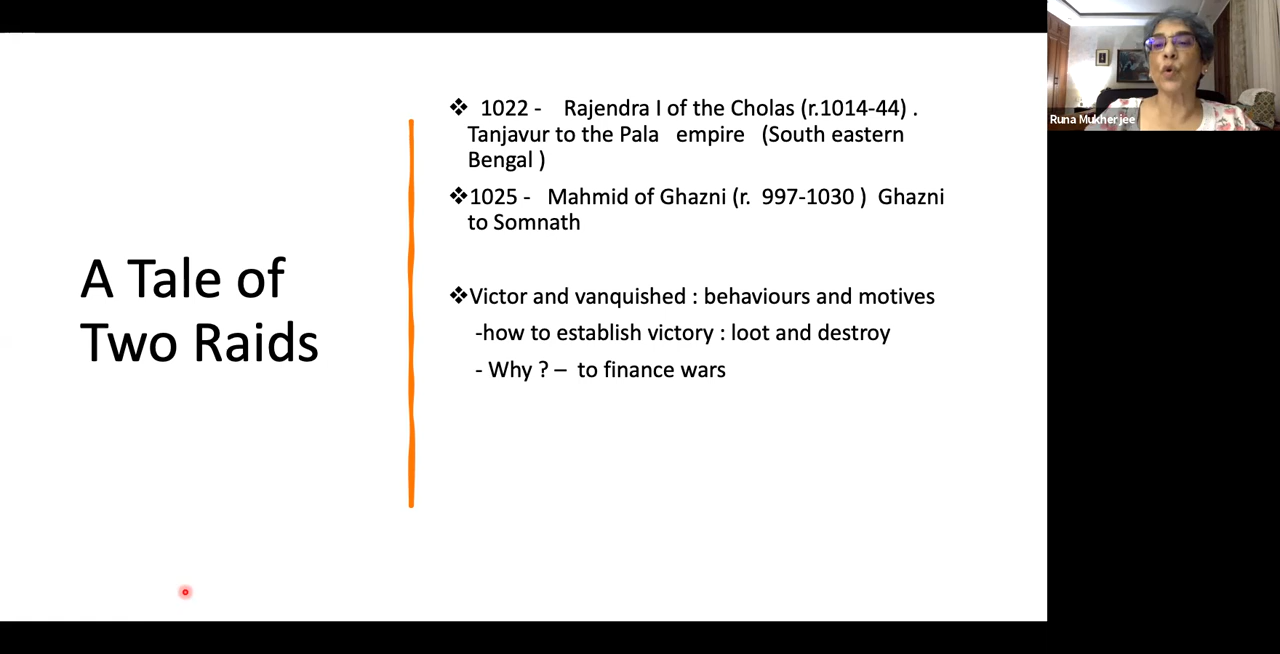 A Tale of
Two Raids
❖ 1022 - Rajendra I of the Cholas (r.1014-44) .
Tanjavur to the Pala empire (South eastern
Bengal )
❖1025 - Mahmid of Ghazni (r. 997-1030 ) Ghazni
to Somnath
❖Victor and vanquished : behaviours and motives
-how to establish victory : loot and destroy
- Why ? – to finance wars
Runa Mukherjee